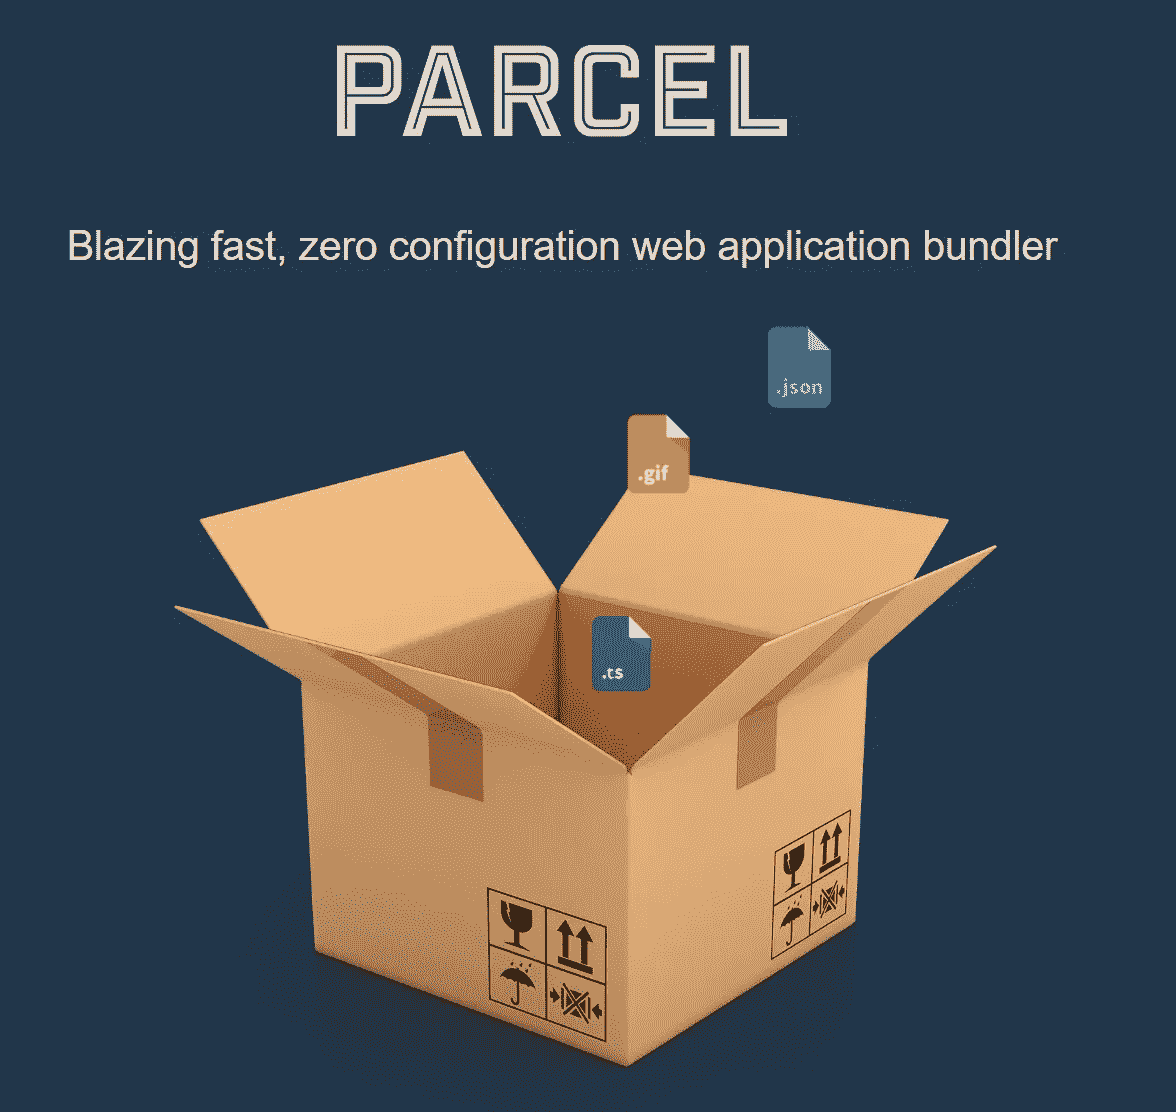 PARCEL
Blazing fast, zero configuration web application bundler
.json
.gif
.ts